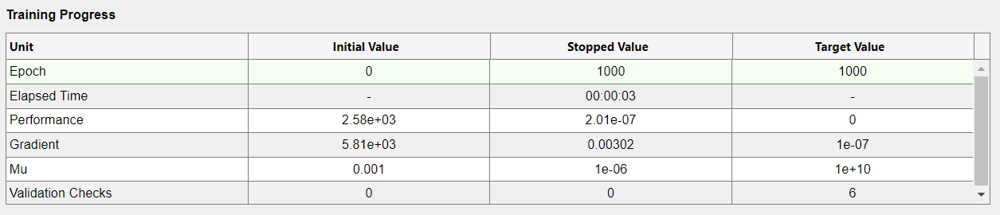 Training Progress
Unit Initial Value Stopped Value Target Value
Epoch 0 1000 1000
Elapsed Time - 00:00:03 -
Performance 2.58e+03 2.01e-07 0
Gradient 5.81e+03 0.00302 1e-07
Mu 0.001 1e-06 1e+10
Validation Checks 0 0 6